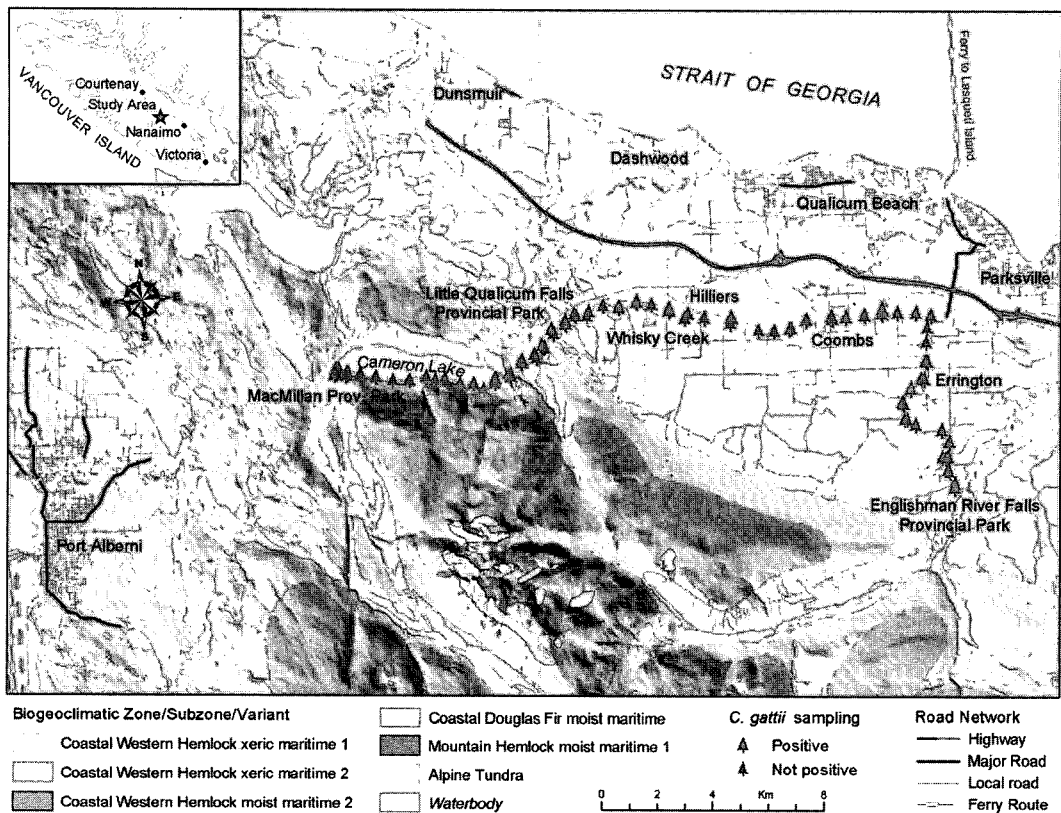 Courtenay
Study Area
Nanaimo
Victoria
VANCOUVER ISLAND
STRAIT OF GEORGIA
Ferry to Lasqueti Island
Dunsmuir
Dashwood
Qualicum Beach
Parksville
N
Little Qualicum Falls
Provincial Park
Hilliers
Whisky Creek
Coombs
Cameron Lake
MacMillan Prov. Park
Errington
Englishman River Falls
Provincial Park
Port Alberni
Biogeoclimatic Zone/Subzone/Variant
Coastal Western Hemlock xeric maritime 1
Coastal Western Hemlock xeric maritime 2
Coastal Western Hemlock moist maritime 2
Coastal Douglas Fir moist maritime
Mountain Hemlock moist maritime 1
Alpine Tundra
Waterbody
C. gattii sampling
Positive
Not positive
Km
0 2 4 8
Road Network
Highway
Major Road
Local road
Ferry Route